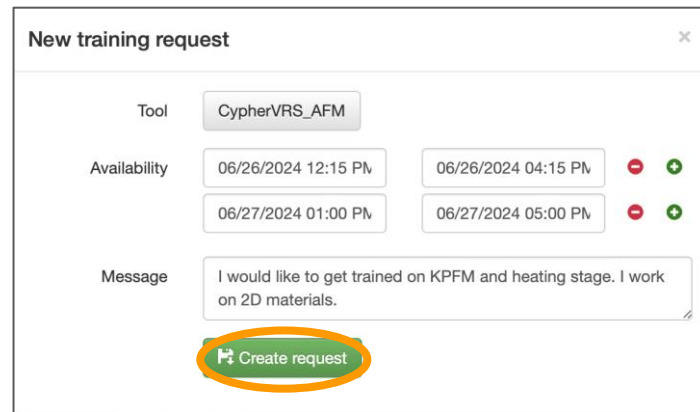 New training request
×
Tool CypherVRS_AFM
Availability 06/26/2024 12:15 PM 06/26/2024 04:15 PM
06/27/2024 01:00 PM 06/27/2024 05:00 PM
Message I would like to get trained on KPFM and heating stage. I work
on 2D materials.
Create request